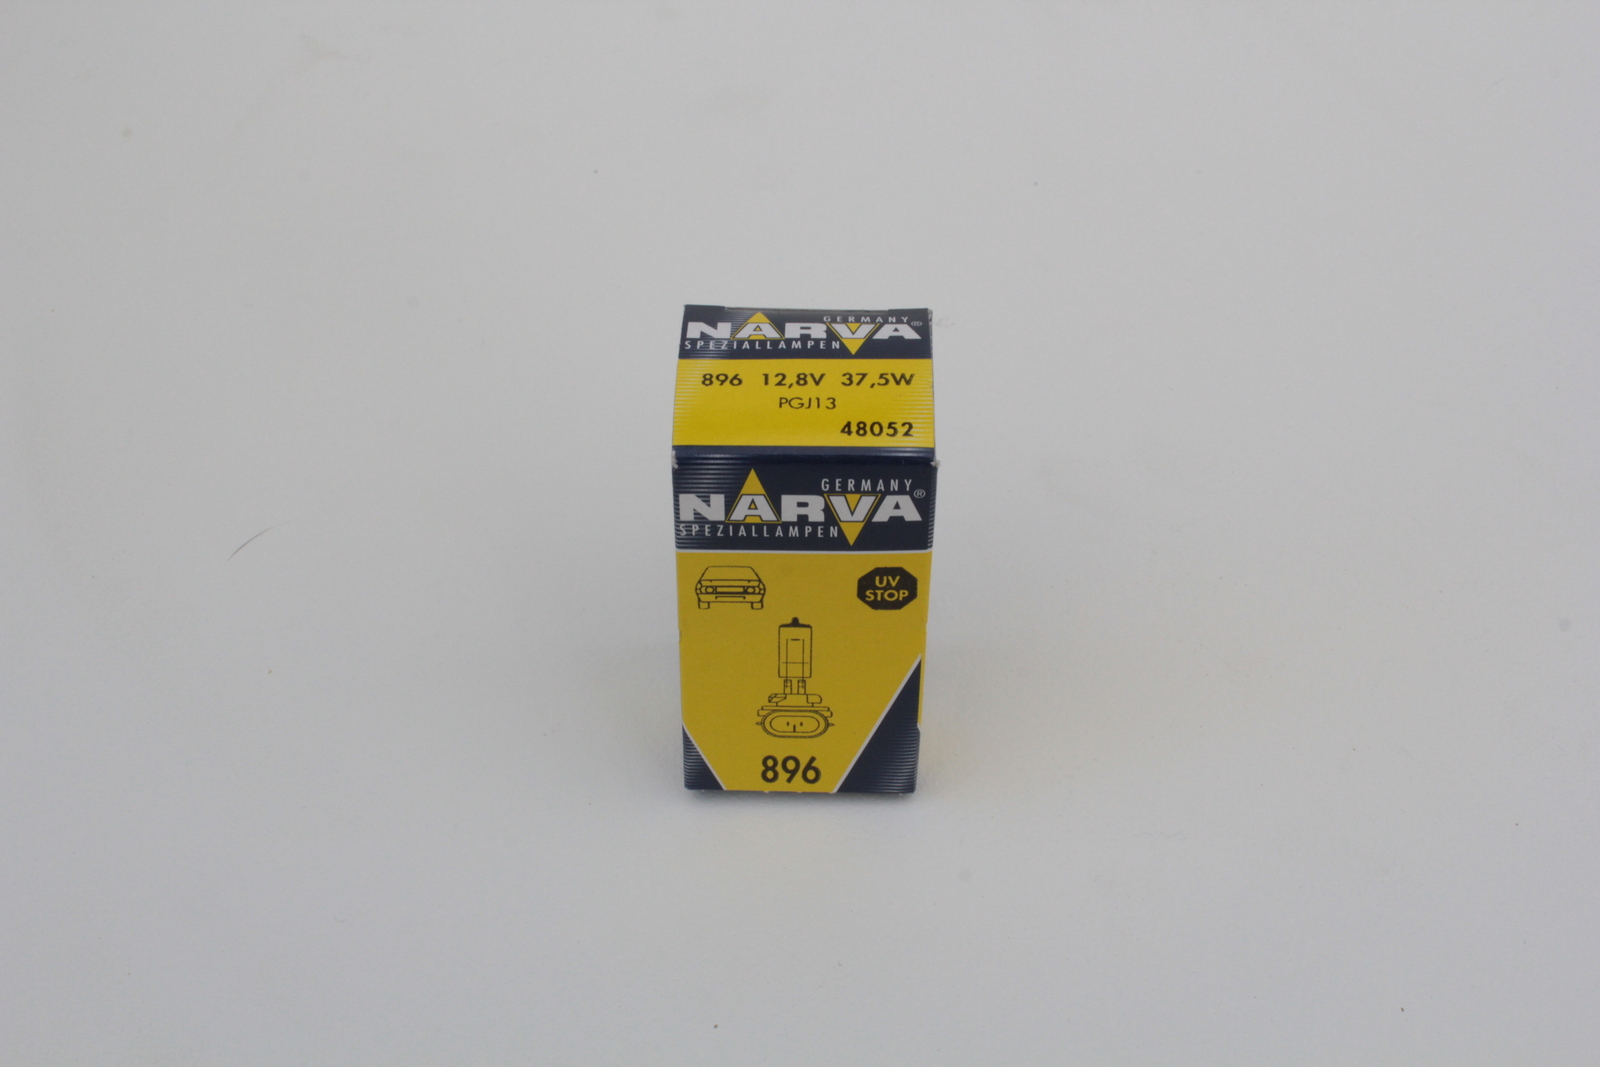 GERMANY
NARVA®
SPEZIALLAMPEN
896 12,8V 37,5W
PGJ13
48052
GERMANY
NARVA®
SPEZIALLAMPEN
UV
STOP
896